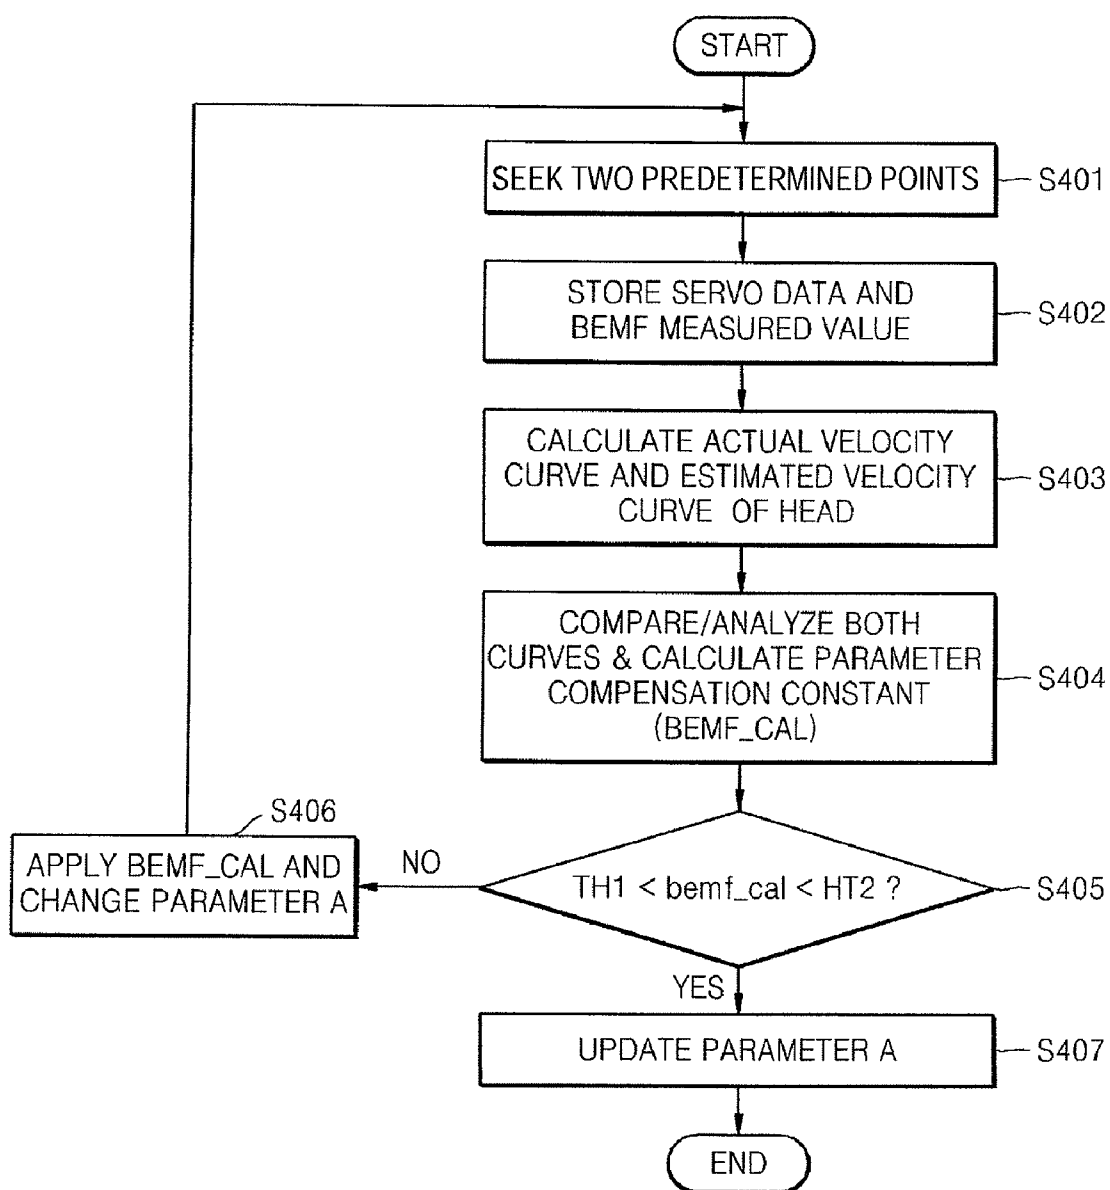 START
SEEK TWO PREDETERMINED POINTS
S401
STORE SERVO DATA AND
BEMF MEASURED VALUE
S402
CALCULATE ACTUAL VELOCITY
CURVE AND ESTIMATED VELOCITY
CURVE OF HEAD
S403
COMPARE/ANALYZE BOTH
CURVES & CALCULATE PARAMETER
COMPENSATION CONSTANT
(BEMF_CAL)
S404
S406
APPLY BEMF_CAL AND
CHANGE PARAMETER A
NO
TH1 < bemf_cal < HT2 ?
S405
YES
UPDATE PARAMETER A
S407
END